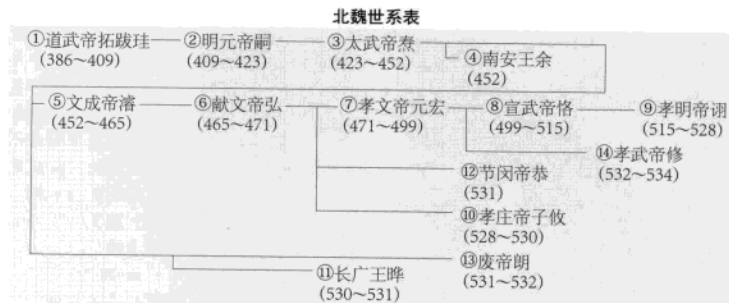 北魏世系表
①道武帝拓跋珪 ②明元帝嗣 ③太武帝焘
(386～409) (409～423) (423～452) ④南安王余
(452)
⑤文成帝濬 ⑥献文帝弘 ⑦孝文帝元宏 ⑧宣武帝恪 ⑨孝明帝诩
(452～465) (465～471) (471～499) (499～515) (515～528)
⑭孝武帝修
(532～534)
⑫节闵帝恭
(531)
⑩孝庄帝子攸
(528～530)
⑬废帝朗
⑪长广王晔 (531～532)
(530～531)